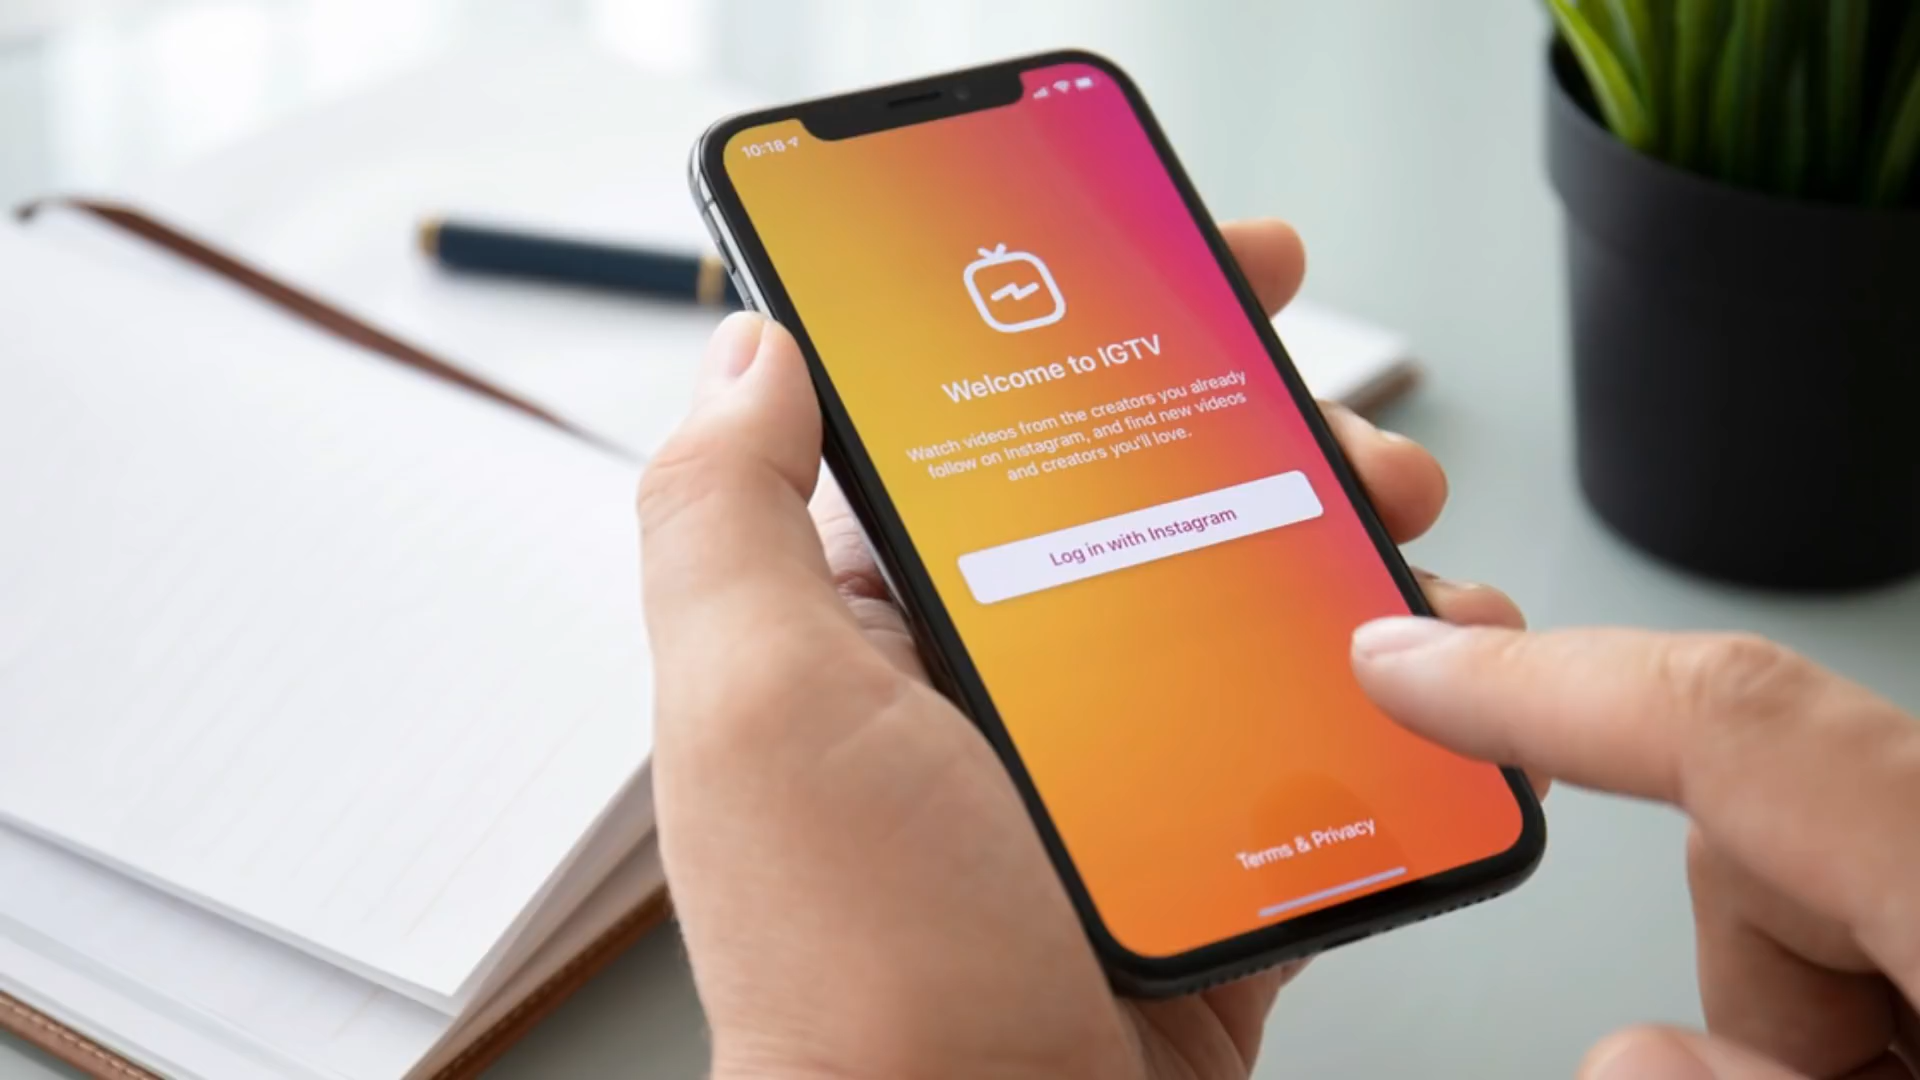 10:18
Welcome to IGTV
Watch videos from the creators you already
follow on Instagram, and find new videos
and creators you'll love.
Log in with Instagram
Terms & Privacy